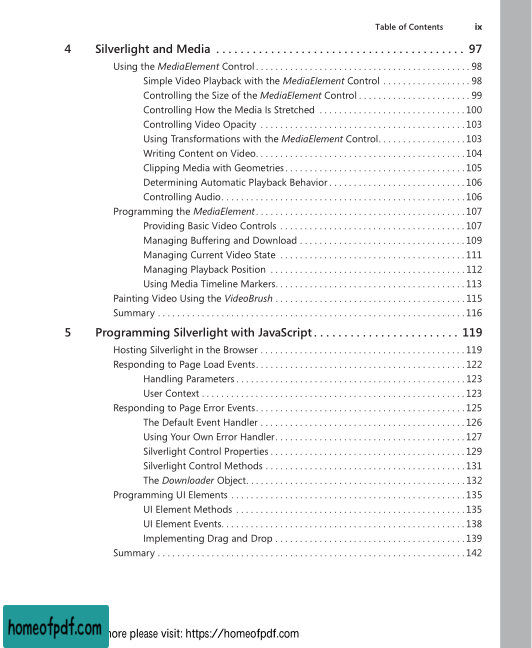 Table of Contents ix
4 Silverlight and Media . . . . . . . . . . . . . . . . . . . . . . . . . . . . . . . . . . . . . . . 97
Using the MediaElement Control. . . . . . . . . . . . . . . . . . . . . . . . . . . . . . . . . . . . . . . . . . . 98
Simple Video Playback with the MediaElement Control . . . . . . . . . . . . . . . . . . 98
Controlling the Size of the MediaElement Control . . . . . . . . . . . . . . . . . . . . . . . 99
Controlling How the Media Is Stretched . . . . . . . . . . . . . . . . . . . . . . . . . . . . . . 100
Controlling Video Opacity . . . . . . . . . . . . . . . . . . . . . . . . . . . . . . . . . . . . . . . . . .103
Using Transformations with the MediaElement Control. . . . . . . . . . . . . . . . . .103
Writing Content on Video. . . . . . . . . . . . . . . . . . . . . . . . . . . . . . . . . . . . . . . . . . .104
Clipping Media with Geometries. . . . . . . . . . . . . . . . . . . . . . . . . . . . . . . . . . . . .105
Determining Automatic Playback Behavior. . . . . . . . . . . . . . . . . . . . . . . . . . . .106
Controlling Audio. . . . . . . . . . . . . . . . . . . . . . . . . . . . . . . . . . . . . . . . . . . . . . . . . .106
Programming the MediaElement. . . . . . . . . . . . . . . . . . . . . . . . . . . . . . . . . . . . . . . . . . .107
Providing Basic Video Controls . . . . . . . . . . . . . . . . . . . . . . . . . . . . . . . . . . . . . .107
Managing Buffering and Download . . . . . . . . . . . . . . . . . . . . . . . . . . . . . . . . . .109
Managing Current Video State . . . . . . . . . . . . . . . . . . . . . . . . . . . . . . . . . . . . . .111
Managing Playback Position . . . . . . . . . . . . . . . . . . . . . . . . . . . . . . . . . . . . . . . .112
Using Media Timeline Markers. . . . . . . . . . . . . . . . . . . . . . . . . . . . . . . . . . . . . . .113
Painting Video Using the VideoBrush . . . . . . . . . . . . . . . . . . . . . . . . . . . . . . . . . . . . . . .115
Summary . . . . . . . . . . . . . . . . . . . . . . . . . . . . . . . . . . . . . . . . . . . . . . . . . . . . . . . . . . . . . . .116
5 Programming Silverlight with JavaScript. . . . . . . . . . . . . . . . . . . . . . . . 119
Hosting Silverlight in the Browser . . . . . . . . . . . . . . . . . . . . . . . . . . . . . . . . . . . . . . . . . .119
Responding to Page Load Events. . . . . . . . . . . . . . . . . . . . . . . . . . . . . . . . . . . . . . . . . . .122
Handling Parameters . . . . . . . . . . . . . . . . . . . . . . . . . . . . . . . . . . . . . . . . . . . . . . .123
User Context . . . . . . . . . . . . . . . . . . . . . . . . . . . . . . . . . . . . . . . . . . . . . . . . . . . . . .123
Responding to Page Error Events. . . . . . . . . . . . . . . . . . . . . . . . . . . . . . . . . . . . . . . . . . .125
The Default Event Handler . . . . . . . . . . . . . . . . . . . . . . . . . . . . . . . . . . . . . . . . . .126
Using Your Own Error Handler. . . . . . . . . . . . . . . . . . . . . . . . . . . . . . . . . . . . . . .127
Silverlight Control Properties . . . . . . . . . . . . . . . . . . . . . . . . . . . . . . . . . . . . . . . .129
Silverlight Control Methods . . . . . . . . . . . . . . . . . . . . . . . . . . . . . . . . . . . . . . . . .131
The Downloader Object. . . . . . . . . . . . . . . . . . . . . . . . . . . . . . . . . . . . . . . . . . . . .132
Programming UI Elements . . . . . . . . . . . . . . . . . . . . . . . . . . . . . . . . . . . . . . . . . . . . . . . .135
UI Element Methods . . . . . . . . . . . . . . . . . . . . . . . . . . . . . . . . . . . . . . . . . . . . . . .135
UI Element Events. . . . . . . . . . . . . . . . . . . . . . . . . . . . . . . . . . . . . . . . . . . . . . . . . .138
Implementing Drag and Drop . . . . . . . . . . . . . . . . . . . . . . . . . . . . . . . . . . . . . . .139
Summary . . . . . . . . . . . . . . . . . . . . . . . . . . . . . . . . . . . . . . . . . . . . . . . . . . . . . . . . . . . . . . .142
homeofpdf.com please visit: https://homeofpdf.com